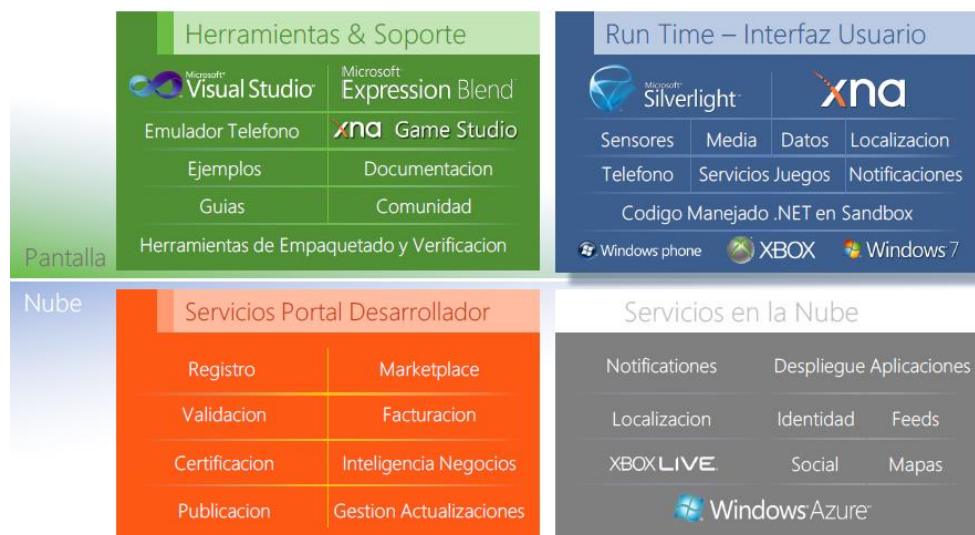 Herramientas & Soporte
Microsoft
Visual Studio
Microsoft
Expression Blend
Emulador Telefono
xna Game Studio
Ejemplos
Documentacion
Guias
Comunidad
Herramientas de Empaquetado y Verificacion
Run Time – Interfaz Usuario
Microsoft
Silverlight
xna
Sensores
Media
Datos
Localizacion
Telefono
Servicios Juegos
Notificaciones
Codigo Manejado .NET en Sandbox
Windows phone
XBOX
Windows 7
Pantalla
Nube
Servicios Portal Desarrollador
Registro
Marketplace
Validacion
Facturacion
Certificacion
Inteligencia Negocios
Publicacion
Gestion Actualizaciones
Servicios en la Nube
Notificationes
Despliegue Aplicaciones
Localizacion
Identidad
Feeds
XBOX LIVE
Social
Mapas
Windows Azure